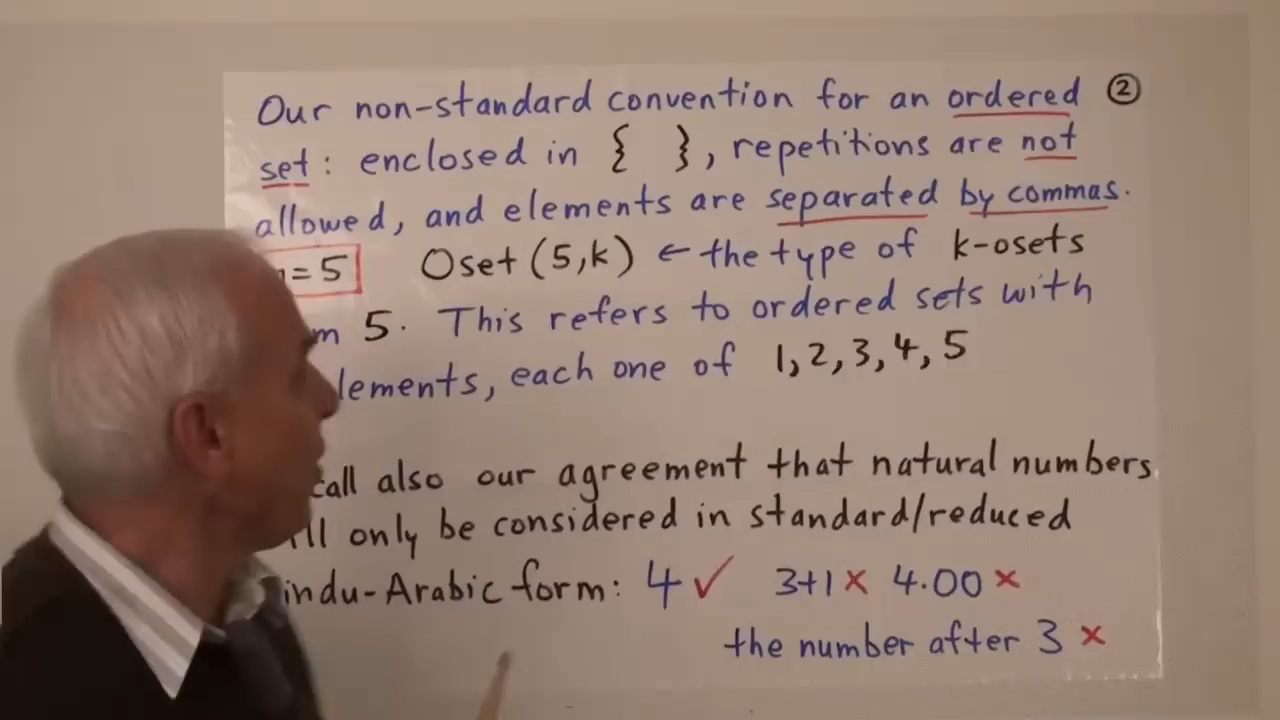 Our non-standard convention for an ordered ②
set: enclosed in { }, repetitions are not
allowed, and elements are separated by commas.
=5 Oset (5,k) ← the type of k-osets
m 5. This refers to ordered sets with
lements, each one of 1, 2, 3, 4, 5
call also our agreement that natural numbers
ill only be considered in standard/reduced
indu-Arabic form: 4 ✓ 3+1 × 4.00 ×
the number after 3 ×